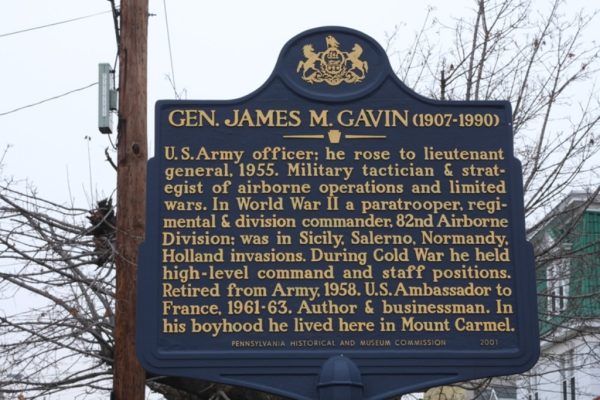 GEN. JAMES M. GAVIN (1907-1990)
U.S. Army officer; he rose to lieutenant
general, 1955. Military tactician & strat-
egist of airborne operations and limited
wars. In World War II a paratrooper, regi-
mental & division commander, 82nd Airborne
Division; was in Sicily, Salerno, Normandy,
Holland invasions. During Cold War he held
high-level command and staff positions.
Retired from Army, 1958. U.S. Ambassador to
France, 1961-63. Author & businessman. In
his boyhood he lived here in Mount Carmel.
PENNSYLVANIA HISTORICAL AND MUSEUM COMMISSION 2001